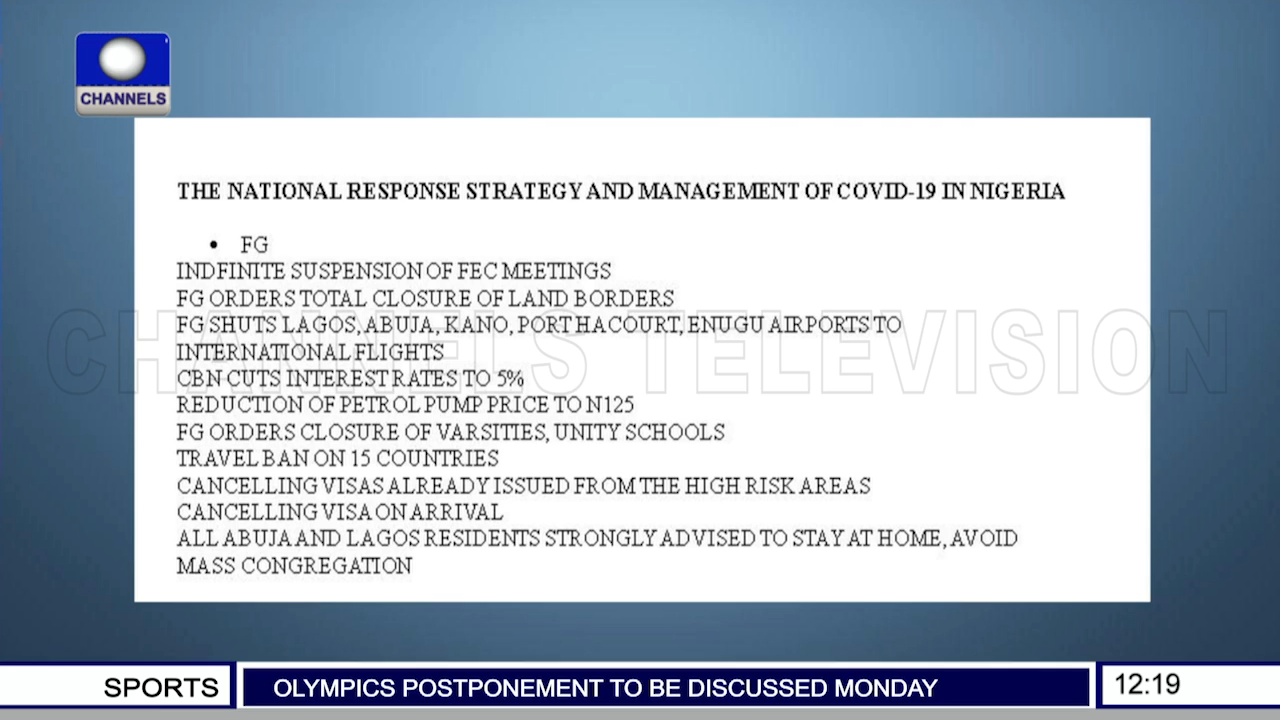 CHANNELS
THE NATIONAL RESPONSE STRATEGY AND MANAGEMENT OF COVID-19 IN NIGERIA
• FG
INDFINITE SUSPENSION OF FEC MEETINGS
FG ORDERS TOTAL CLOSURE OF LAND BORDERS
FG SHUTS LAGOS, ABUJA, KANO, PORT HACOURT, ENUGU AIRPORTS TO
INTERNATIONAL FLIGHTS
CBN CUTS INTEREST RATES TO 5%
REDUCTION OF PETROL PUMP PRICE TO N125
FG ORDERS CLOSURE OF VARSITIES, UNITY SCHOOLS
TRAVEL BAN ON 15 COUNTRIES
CANCELLING VISAS ALREADY ISSUED FROM THE HIGH RISK AREAS
CANCELLING VISA ON ARRIVAL
ALL ABUJA AND LAGOS RESIDENTS STRONGLY ADVISED TO STAY AT HOME, AVOID
MASS CONGREGATION
CHANNELS TELEVISION
SPORTS
OLYMPICS POSTPONEMENT TO BE DISCUSSED MONDAY
12:19